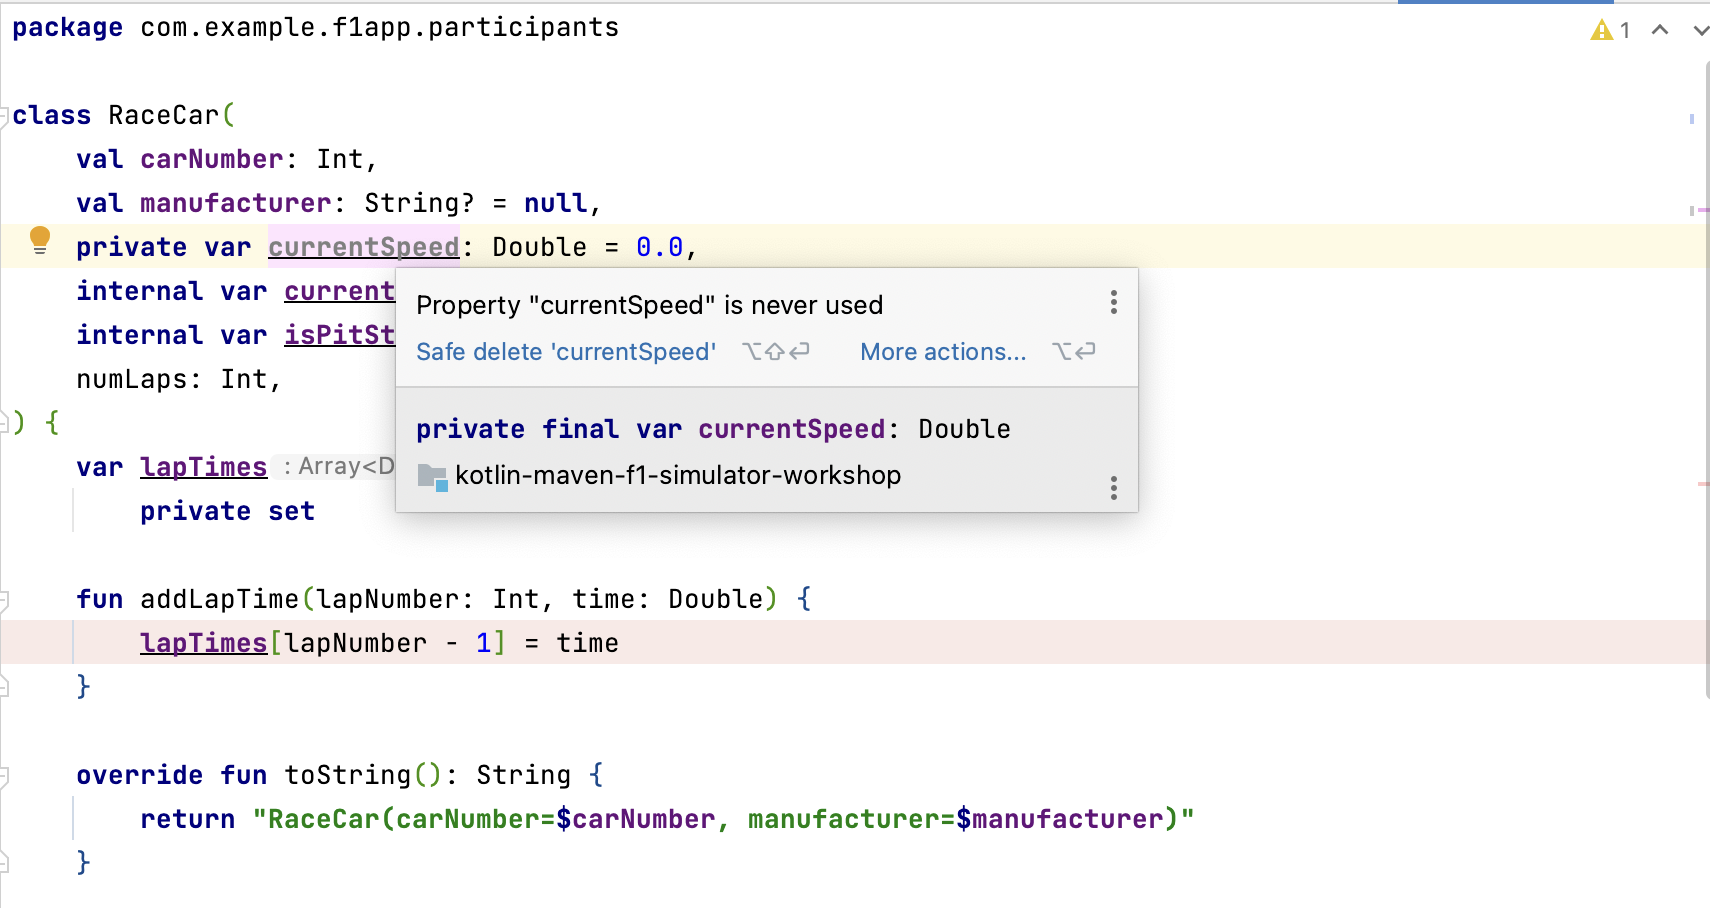 package com.example.f1app.participants
1
class RaceCar(
val carNumber: Int,
val manufacturer: String? = null,
private var currentSpeed: Double = 0.0,
internal var current
internal var isPitSt
numLaps: Int,
) {
Property "currentSpeed" is never used
Safe delete 'currentSpeed' ⌥⇧⏎ More actions... ⌥⏎
private final var currentSpeed: Double
kotlin-maven-f1-simulator-workshop
var lapTimes : Array<D
private set
fun addLapTime(lapNumber: Int, time: Double) {
lapTimes[lapNumber - 1] = time
}
override fun toString(): String {
return "RaceCar(carNumber=$carNumber, manufacturer=$manufacturer)"
}